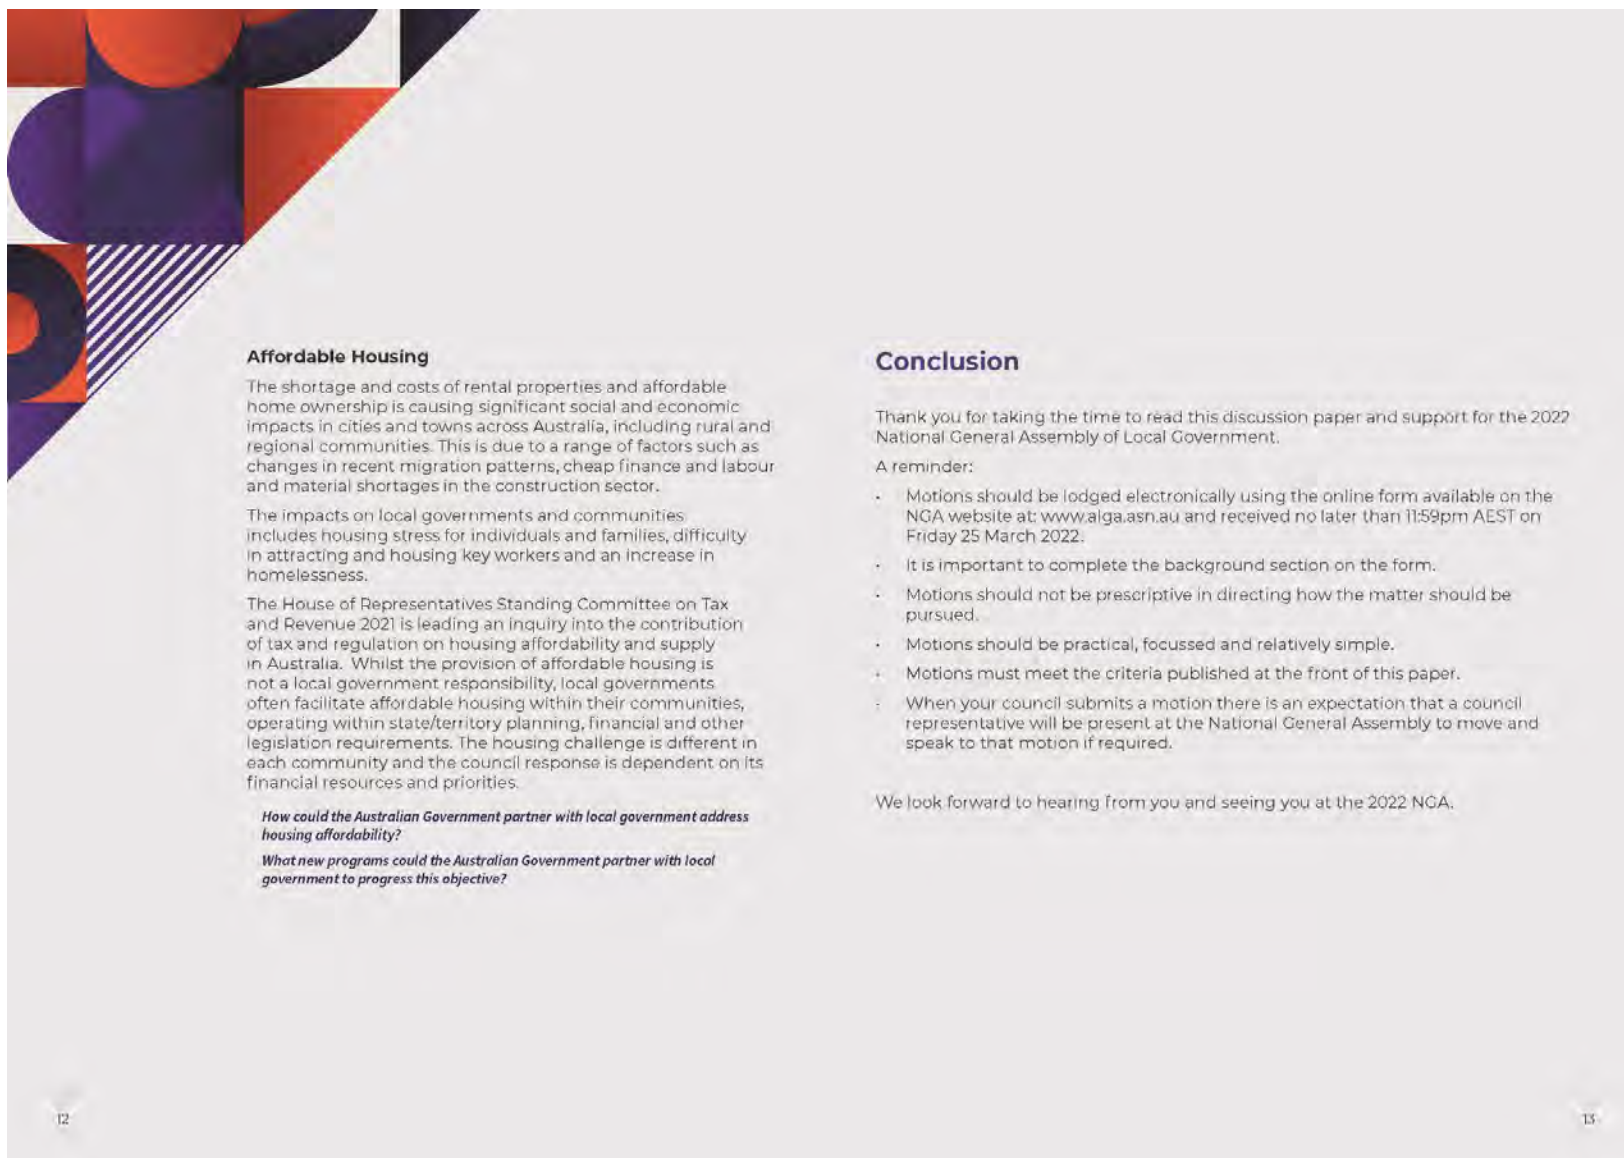 Affordable Housing
The shortage and costs of rental properties and affordable
home ownership is causing significant social and economic
impacts in cities and towns across Australia, including rural and
regional communities. This is due to a range of factors such as
changes in recent migration patterns, cheap finance and labour
and material shortages in the construction sector.
The impacts on local governments and communities
includes housing stress for individuals and families, difficulty
in attracting and housing key workers and an increase in
homelessness.
The House of Representatives Standing Committee on Tax
and Revenue 2021 is leading an inquiry into the contribution
of tax and regulation on housing affordability and supply
in Australia. Whilst the provision of affordable housing is
not a local government responsibility, local governments
often facilitate affordable housing within their communities,
operating within state/territory planning, financial and other
legislation requirements. The housing challenge is different in
each community and the council response is dependent on its
financial resources and priorities.
How could the Australian Government partner with local government address
housing affordability?
What new programs could the Australian Government partner with local
government to progress this objective?
12
Conclusion
Thank you for taking the time to read this discussion paper and support for the 2022
National General Assembly of Local Government.
A reminder:
· Motions should be lodged electronically using the online form available on the
NGA website at: www.alga.asn.au and received no later than 11:59pm AEST on
Friday 25 March 2022.
· It is important to complete the background section on the form.
· Motions should not be prescriptive in directing how the matter should be
pursued.
· Motions should be practical, focussed and relatively simple.
· Motions must meet the criteria published at the front of this paper.
· When your council submits a motion there is an expectation that a council
representative will be present at the National General Assembly to move and
speak to that motion if required.
We look forward to hearing from you and seeing you at the 2022 NGA.
13